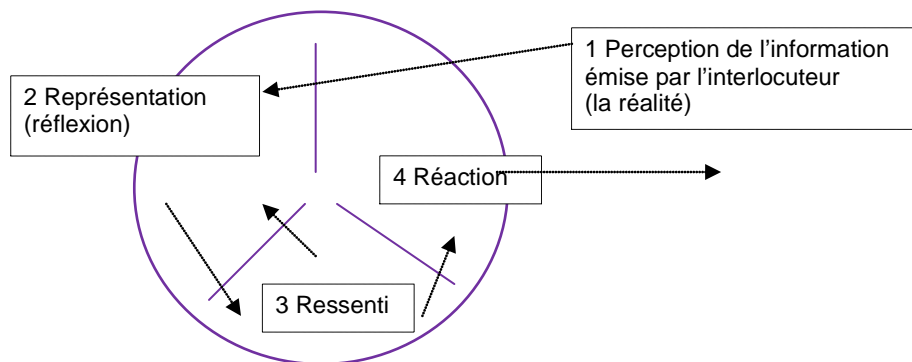 1 Perception de l’information
émise par l’interlocuteur
(la réalité)
2 Représentation
(réflexion)
4 Réaction
3 Ressenti